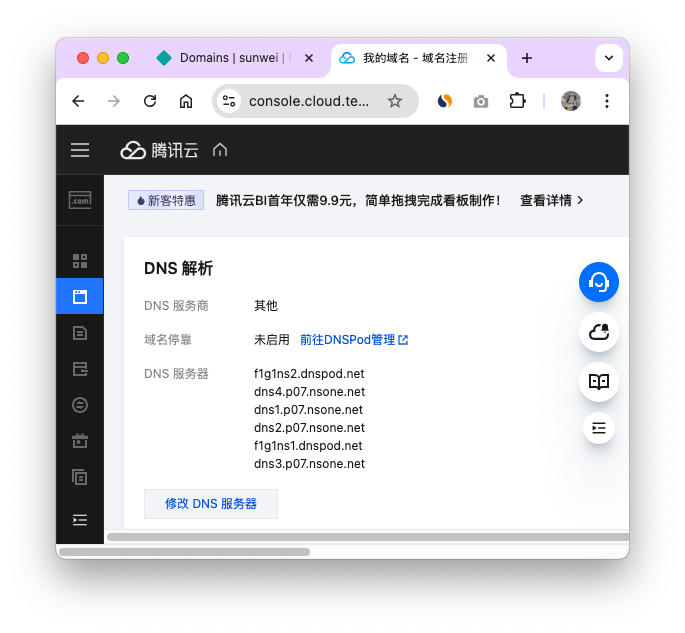 Domains | sunwei |
我的域名 - 域名注册
console.cloud.te...
腾讯云
.com
新客特惠
腾讯云BI首年仅需9.9元，简单拖拽完成看板制作！
查看详情
DNS 解析
DNS 服务商 其他
域名停靠 未启用 前往DNSPod管理
DNS 服务器 f1g1ns2.dnspod.net
dns4.p07.nsone.net
dns1.p07.nsone.net
dns2.p07.nsone.net
f1g1ns1.dnspod.net
dns3.p07.nsone.net
修改 DNS 服务器